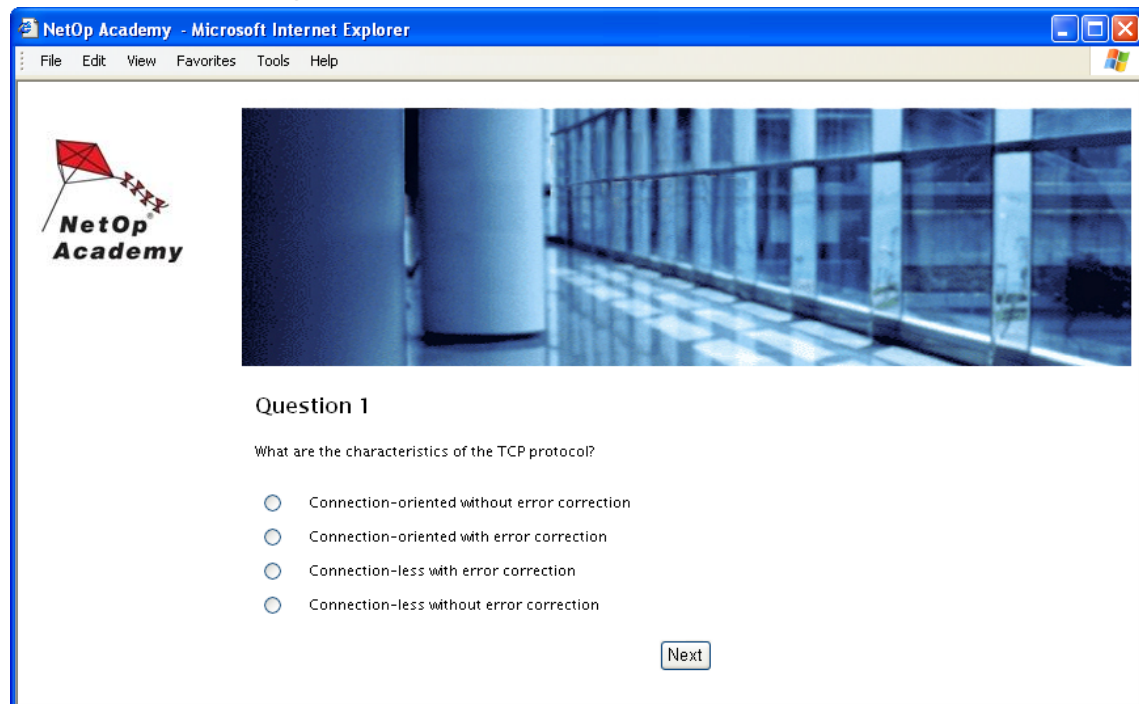 NetOp Academy - Microsoft Internet Explorer
File Edit View Favorites Tools Help
NetOp®
Academy
Question 1
What are the characteristics of the TCP protocol?
Connection-oriented without error correction
Connection-oriented with error correction
Connection-less with error correction
Connection-less without error correction
Next